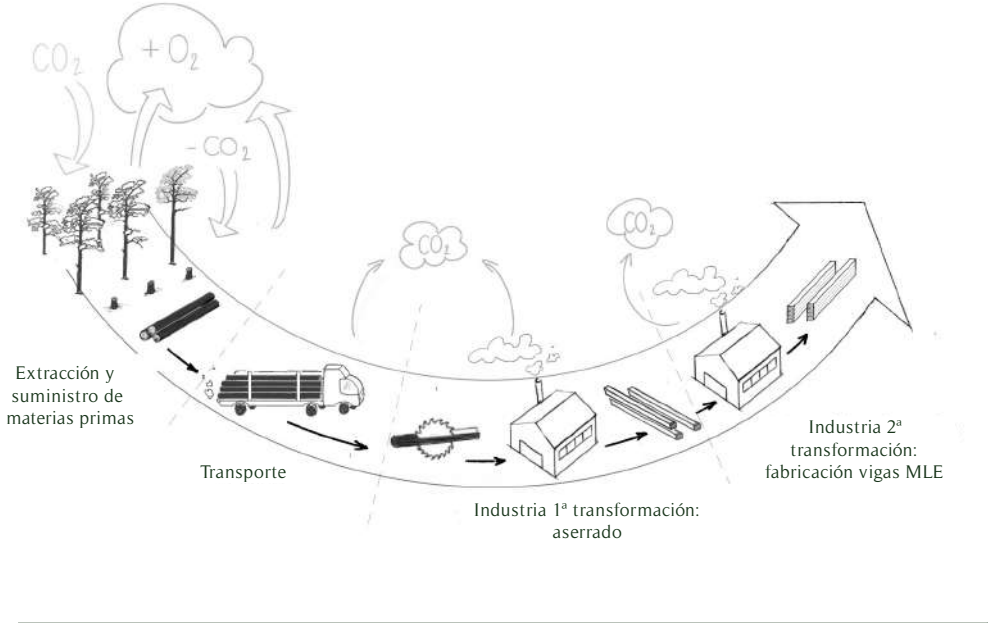 CO₂
+ O₂
- CO₂
CO₂
CO₂
Extracción y
suministro de
materias primas
Transporte
Industria 1ª transformación:
aserrado
Industria 2ª
transformación:
fabricación vigas MLE